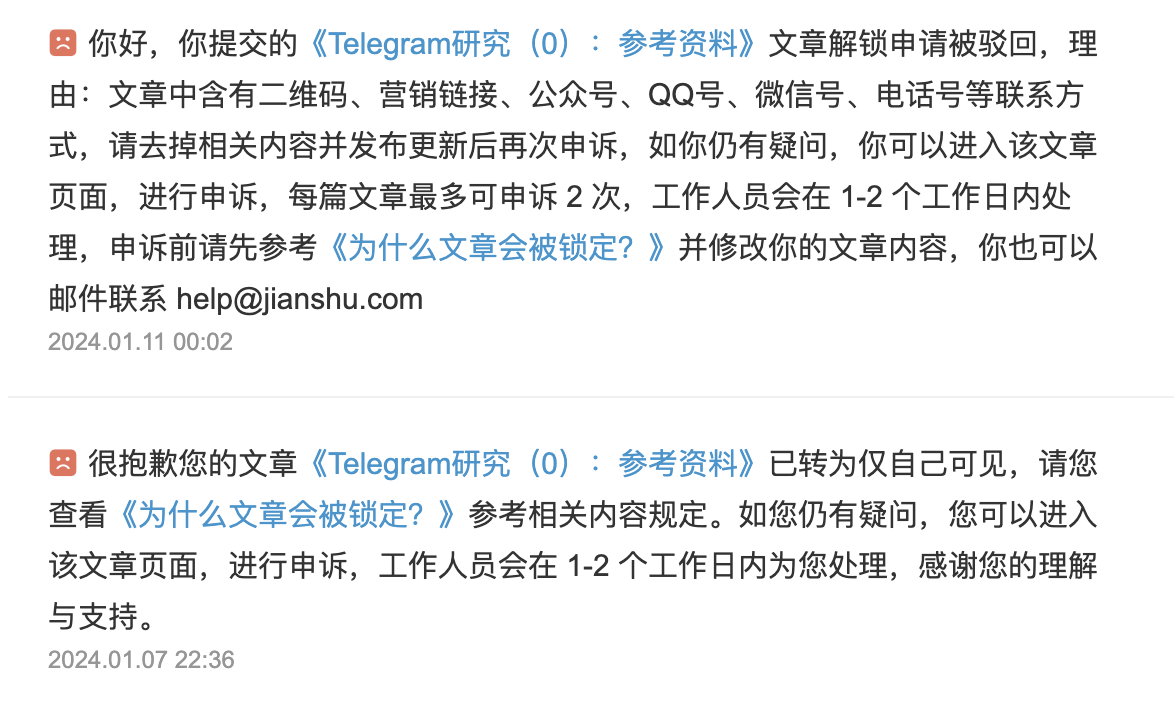 你好，你提交的《Telegram研究（0）：参考资料》文章解锁申请被驳回，理
由：文章中含有二维码、营销链接、公众号、QQ号、微信号、电话号等联系方
式，请去掉相关内容并发布更新后再次申诉，如你仍有疑问，你可以进入该文章
页面，进行申诉，每篇文章最多可申诉 2 次，工作人员会在 1-2 个工作日内处
理，申诉前请先参考《为什么文章会被锁定？》并修改你的文章内容，你也可以
邮件联系 help@jianshu.com
2024.01.11 00:02
很抱歉您的文章《Telegram研究（0）：参考资料》已转为仅自己可见，请您
查看《为什么文章会被锁定？》参考相关内容规定。如您仍有疑问，您可以进入
该文章页面，进行申诉，工作人员会在 1-2 个工作日内为您处理，感谢您的理解
与支持。
2024.01.07 22:36